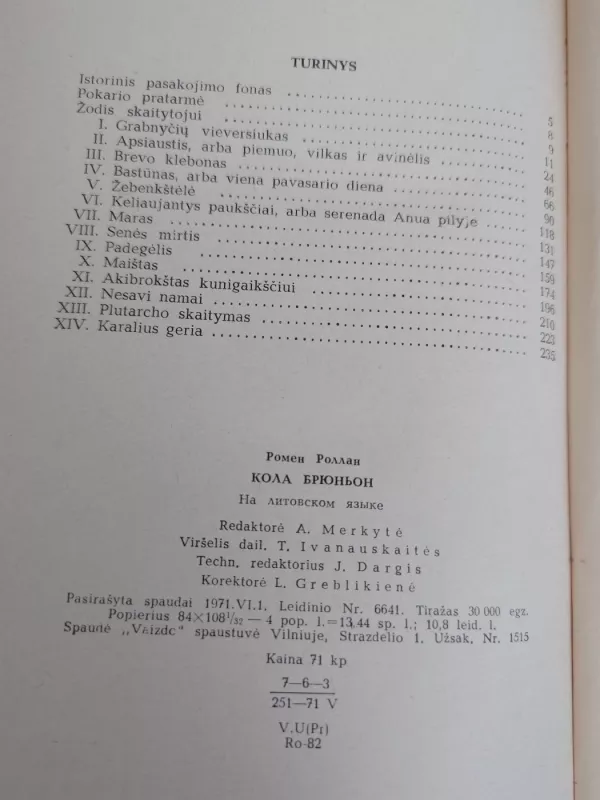 TURINYS
Istorinis pasakojimo fonas . . . . . . . . . . . . . . . . 5
Pokario pratarmė . . . . . . . . . . . . . . . . 8
Žodis skaitytojui . . . . . . . . . . . . . . . . 9
I. Grabnyčių vieversiukas . . . . . . . . . . . . . . . . 11
II. Apsiaustis, arba piemuo, vilkas ir avinėlis . . . . . . . . 24
III. Brevo klebonas . . . . . . . . . . . . . . . . 46
IV. Bastūnas, arba viena pavasario diena . . . . . . . . 66
V. Žebenkštėlė . . . . . . . . . . . . . . . . 90
VI. Keliaujantys paukščiai, arba serenada Anua pilyje . . . . 118
VII. Maras . . . . . . . . . . . . . . . . 131
VIII. Senės mirtis . . . . . . . . . . . . . . . . 147
IX. Padegėlis . . . . . . . . . . . . . . . . 159
X. Maištas . . . . . . . . . . . . . . . . 174
XI. Akibrokštas kunigaikščiui . . . . . . . . . . . . 196
XII. Nesavi namai . . . . . . . . . . . . . . . . 210
XIII. Plutarcho skaitymas . . . . . . . . . . . . . . . . 223
XIV. Karalius geria . . . . . . . . . . . . . . . . 235
Ромен Роллан
КОЛА БРЮНЬОН
На литовском языке
Redaktorė A. Merkytė
Viršelis dail. T. Ivanauskaitės
Techn. redaktorius J. Dargis
Korektorė L. Greblikienė
Pasirašyta spaudai 1971.VI.1. Leidinio Nr. 6641. Tiražas 30 000 egz.
Popierius 84×108 1/32 — 4 pop. l. = 13,44 sp. l.; 10,8 leid. l.
Spaudė „Vaizdo" spaustuvė Vilniuje, Strazdelio 1. Užsak. Nr. 1515
Kaina 71 kp
7—6—3
251—71 V
V.U(Pr)
Ro-82